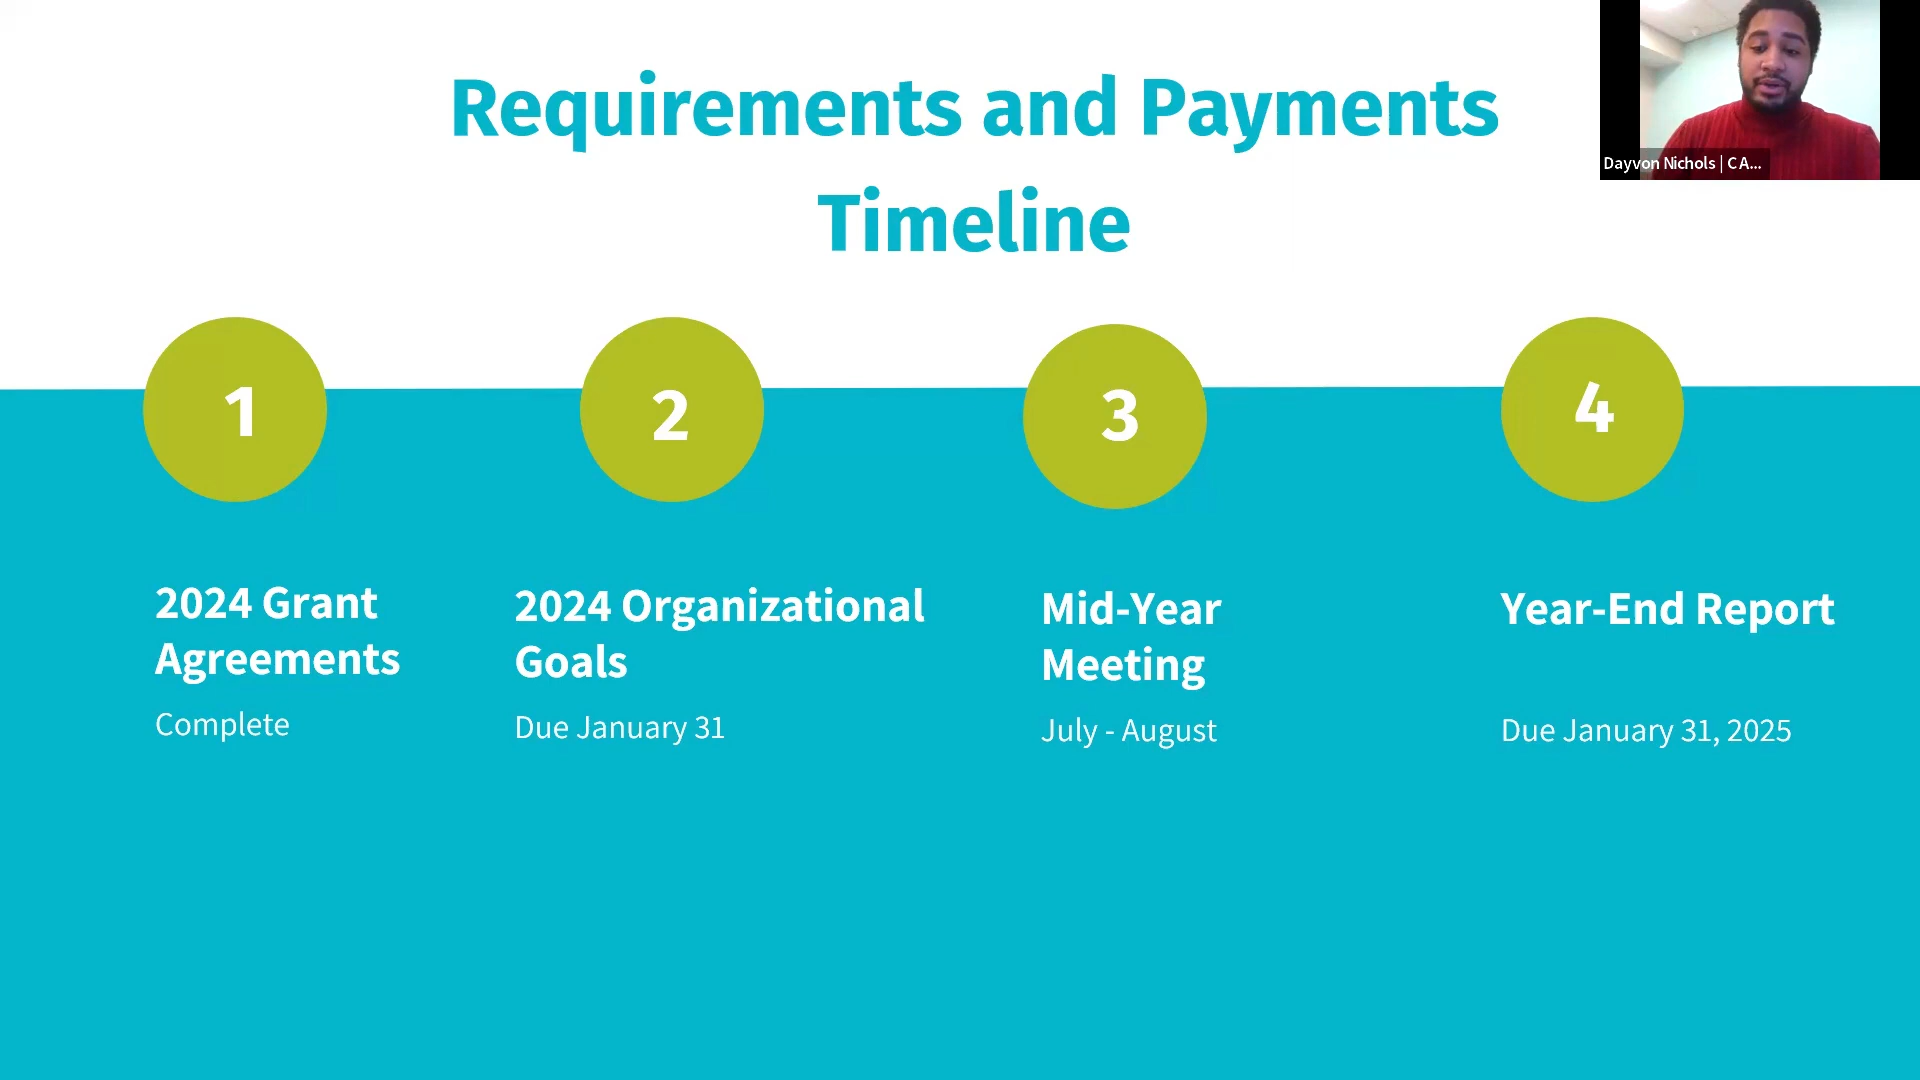 Requirements and Payments
Timeline
Dayvon Nichols | C A...
1
2
3
4
2024 Grant
Agreements
Complete
2024 Organizational
Goals
Due January 31
Mid-Year
Meeting
July - August
Year-End Report
Due January 31, 2025